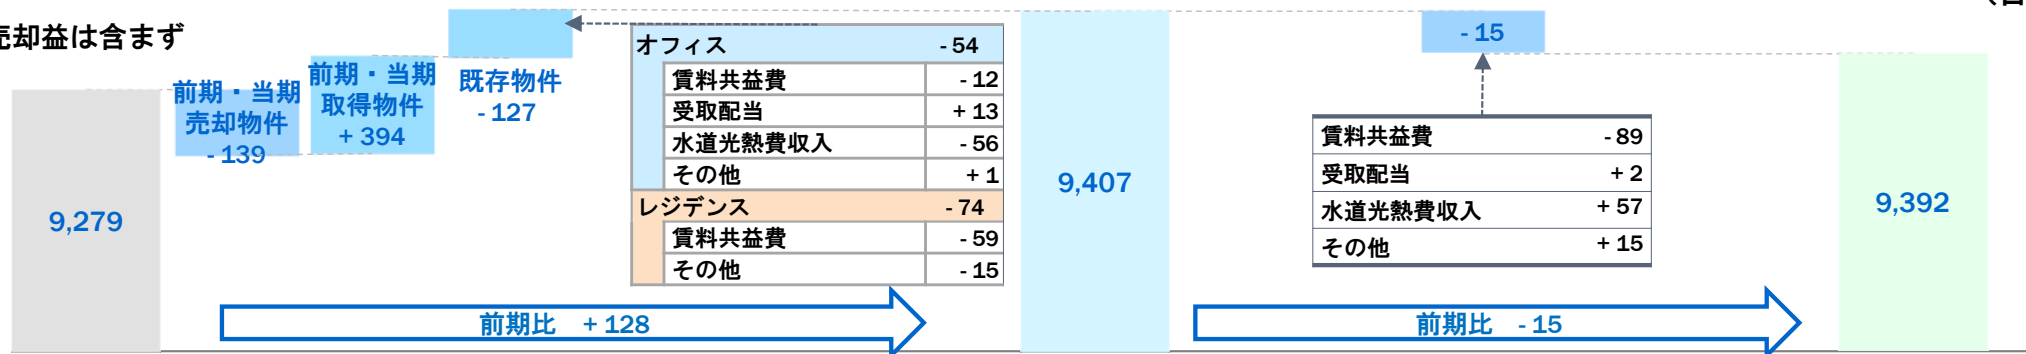 売却益は含まず
9,279
前期・当期
売却物件
-139
前期・当期
取得物件
+394
既存物件
-127
オフィス -54
賃料共益費 -12
受取配当 +13
水道光熱費収入 -56
その他 +1
レジデンス -74
賃料共益費 -59
その他 -15
前期比 +128
9,407
-15
賃料共益費 -89
受取配当 +2
水道光熱費収入 +57
その他 +15
前期比 -15
9,392